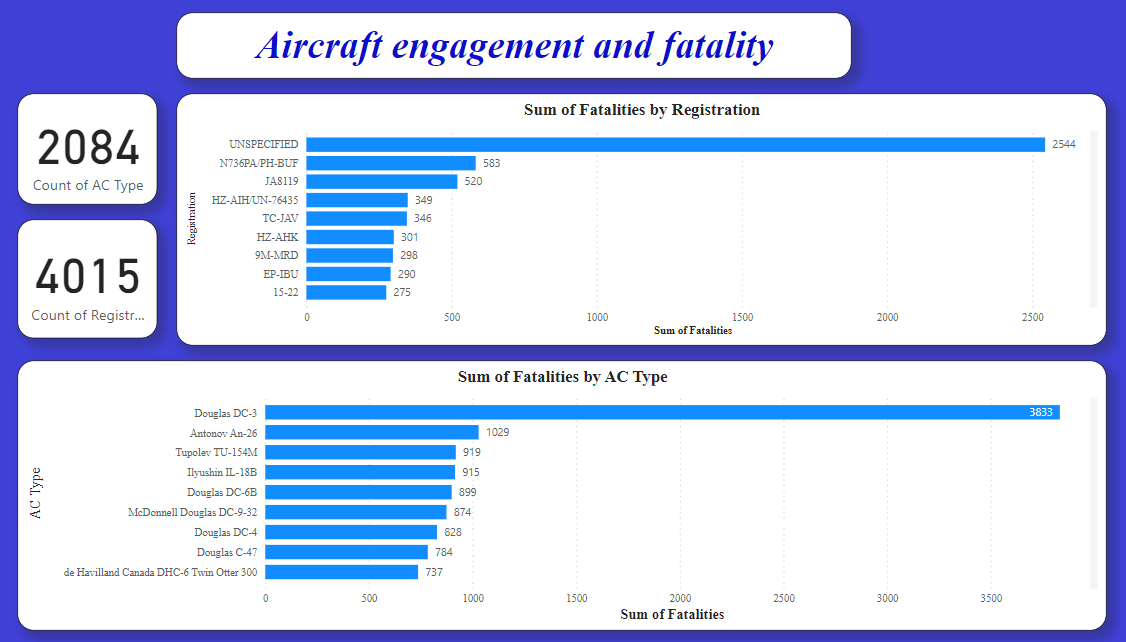 Aircraft engagement and fatality
2084
Count of AC Type
4015
Count of Registr...
Sum of Fatalities by Registration
Registration
UNSPECIFIED 2544
N736PA/PH-BUF 583
JA8119 520
HZ-AIH/UN-76435 349
TC-JAV 346
HZ-AHK 301
9M-MRD 298
EP-IBU 290
15-22 275
0 500 1000 1500 2000 2500
Sum of Fatalities
Sum of Fatalities by AC Type
AC Type
Douglas DC-3 3833
Antonov An-26 1029
Tupolev TU-154M 919
Ilyushin IL-18B 915
Douglas DC-6B 899
McDonnell Douglas DC-9-32 874
Douglas DC-4 828
Douglas C-47 784
de Havilland Canada DHC-6 Twin Otter 300 737
0 500 1000 1500 2000 2500 3000 3500
Sum of Fatalities